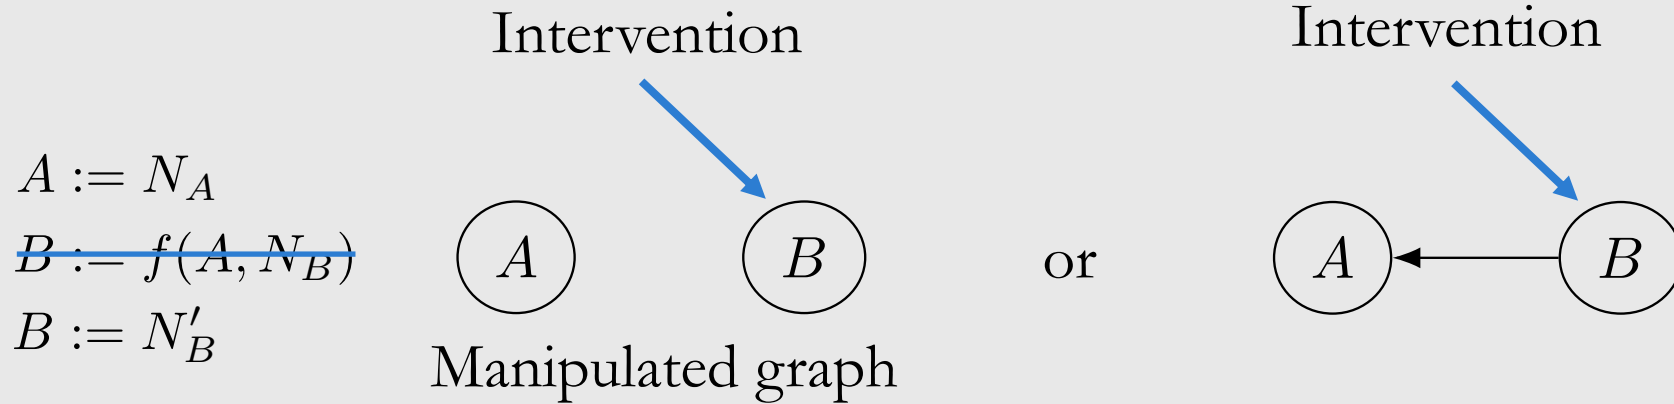 Intervention
Intervention
A := N_A
B := f(A, N_B)
B := N'_B
A
B
or
A
B
Manipulated graph